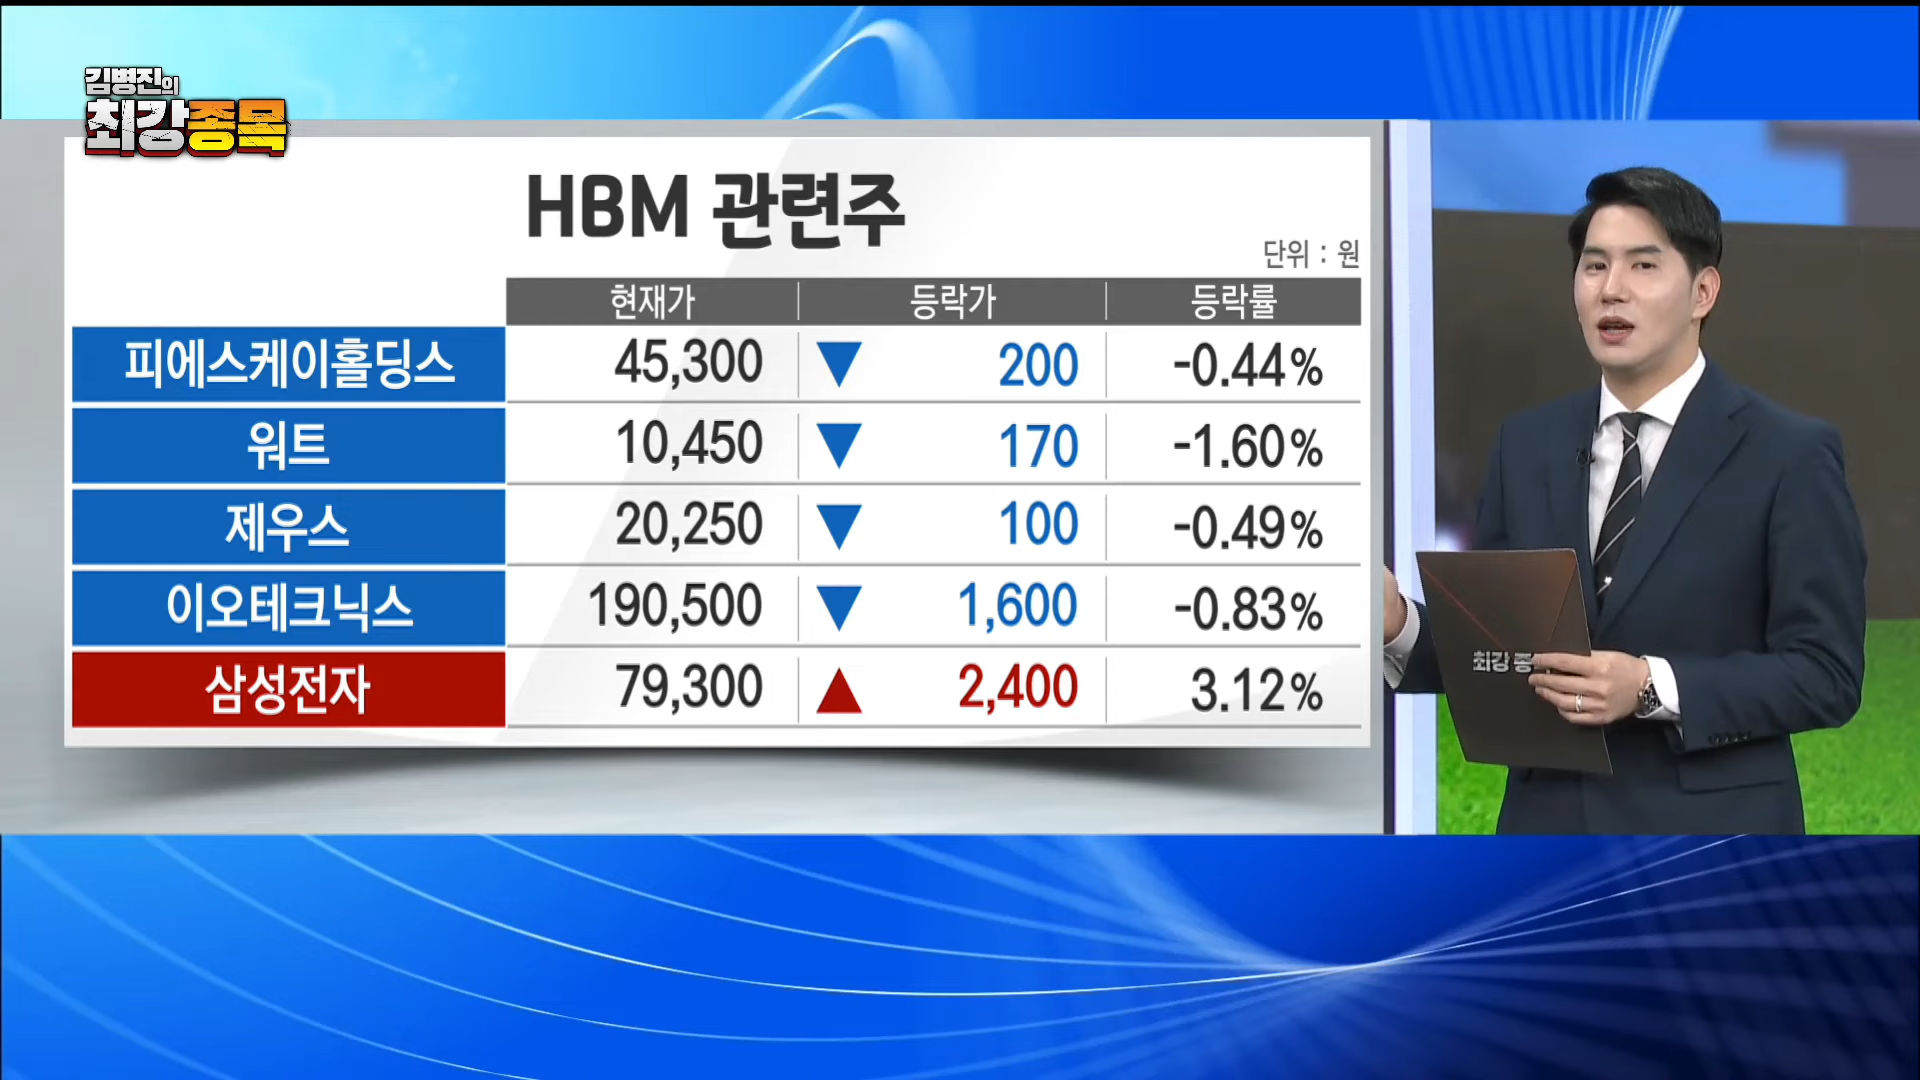 김병진의
최강종목
HBM 관련주
단위 : 원
현재가 등락가 등락률
피에스케이홀딩스 45,300 ▼ 200 -0.44%
워트 10,450 ▼ 170 -1.60%
제우스 20,250 ▼ 100 -0.49%
이오테크닉스 190,500 ▼ 1,600 -0.83%
삼성전자 79,300 ▲ 2,400 3.12%
최강